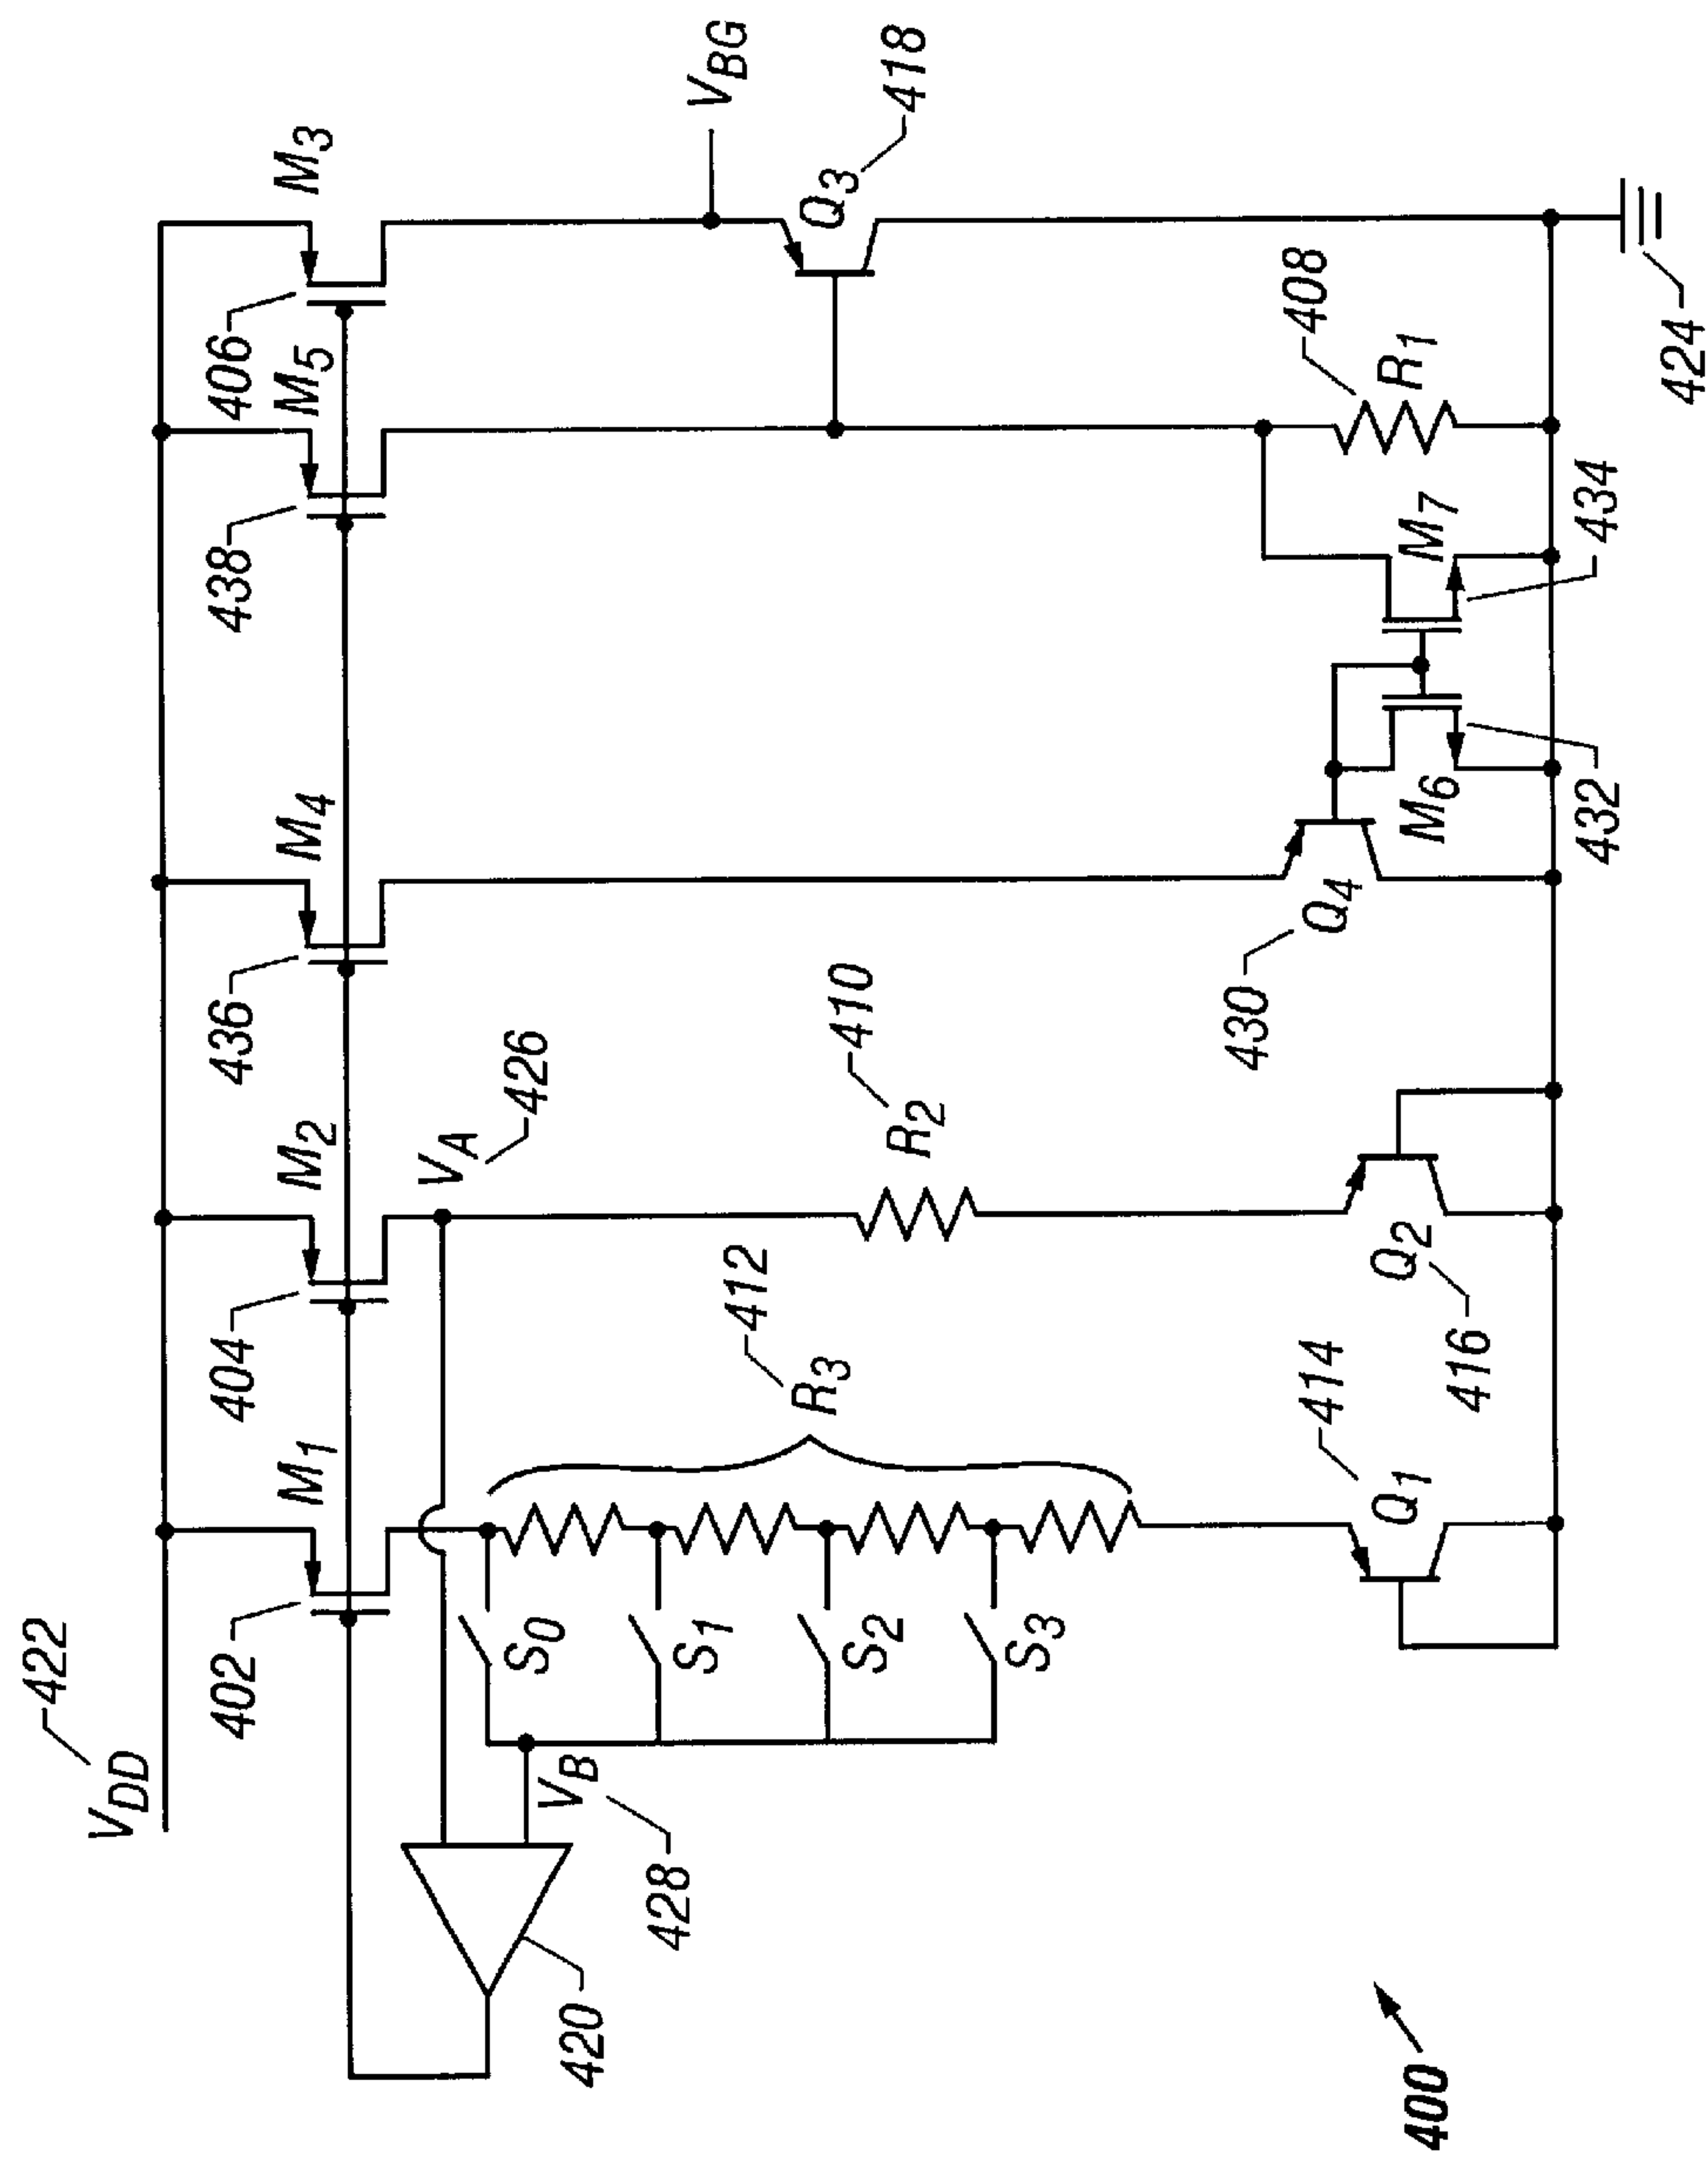 V_DD 422
402 M_1
404 M_2
436 M_4
438 M_5
406 M_3
V_A 426
V_BG
420
V_B 428
S_0
S_1
S_2
S_3
R_3 412
R_2 410
Q_3 418
Q_1 414
Q_2 416
430 Q_4
M_6 432
M_7 434
R_1 408
424
400